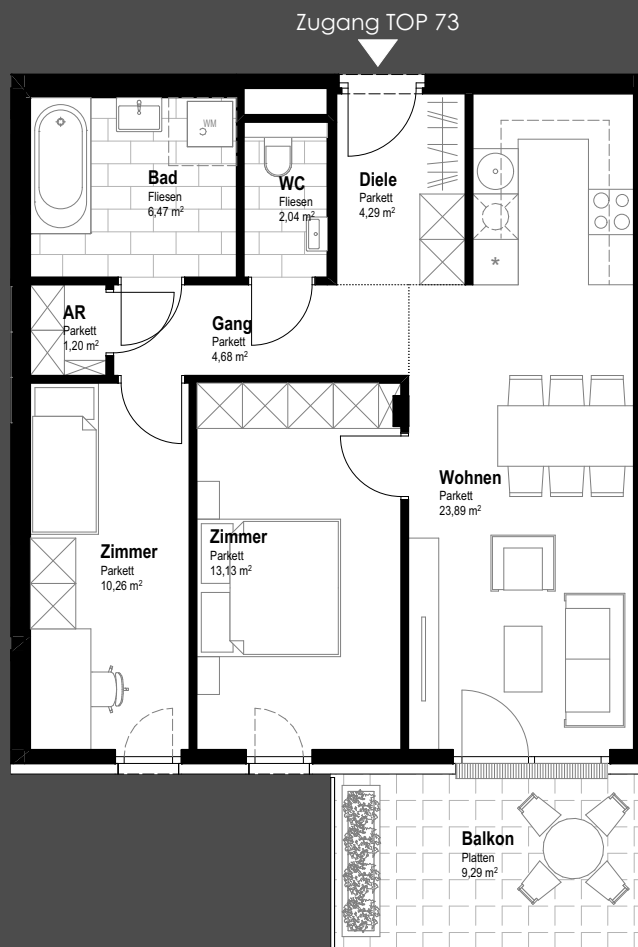 Zugang TOP 73
Bad
Fliesen
6,47 m²
WM
WC
Fliesen
2,04 m²
Diele
Parkett
4,29 m²
*
AR
Parkett
1,20 m²
Gang
Parkett
4,68 m²
Wohnen
Parkett
23,89 m²
Zimmer
Parkett
10,26 m²
Zimmer
Parkett
13,13 m²
Balkon
Platten
9,29 m²